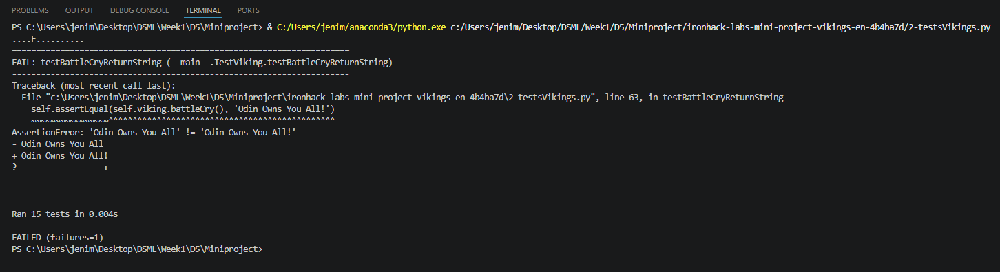 PROBLEMS OUTPUT DEBUG CONSOLE TERMINAL PORTS
PS C:\Users\jenim\Desktop\DSML\Week1\D5\Miniproject> & C:/Users/jenim/anaconda3/python.exe c:/Users/jenim/Desktop/DSML/Week1/D5/Miniproject/ironhack-labs-mini-project-vikings-en-4b4ba7d/2-testsVikings.py
....F..........
======================================================================
FAIL: testBattleCryReturnString (__main__.TestViking.testBattleCryReturnString)
----------------------------------------------------------------------
Traceback (most recent call last):
  File "c:\Users\jenim\Desktop\DSML\Week1\D5\Miniproject\ironhack-labs-mini-project-vikings-en-4b4ba7d\2-testsVikings.py", line 63, in testBattleCryReturnString
    self.assertEqual(self.viking.battleCry(), 'Odin Owns You All!')
    ~~~~~~~~~~~~~~~~^^^^^^^^^^^^^^^^^^^^^^^^^^^^^^^^^^^^^^^^^^^^^^^
AssertionError: 'Odin Owns You All' != 'Odin Owns You All!'
- Odin Owns You All
+ Odin Owns You All!
?                  +
----------------------------------------------------------------------
Ran 15 tests in 0.004s
FAILED (failures=1)
PS C:\Users\jenim\Desktop\DSML\Week1\D5\Miniproject>